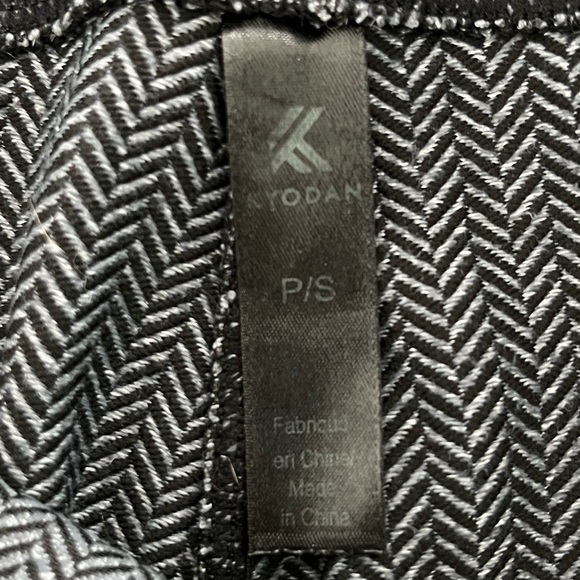 KYODAN
P/S
Fabriqué
en Chine/
Made
in China